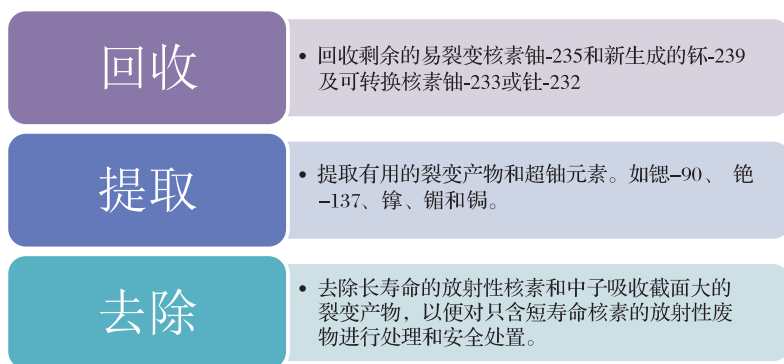 回收
• 回收剩余的易裂变核素铀-235和新生成的钚-239
及可转换核素铀-233或钍-232
提取
• 提取有用的裂变产物和超铀元素。如锶–90、 铯
–137、镎、镅和锔。
去除
• 去除长寿命的放射性核素和中子吸收截面大的
裂变产物，以便对只含短寿命核素的放射性废
物进行处理和安全处置。